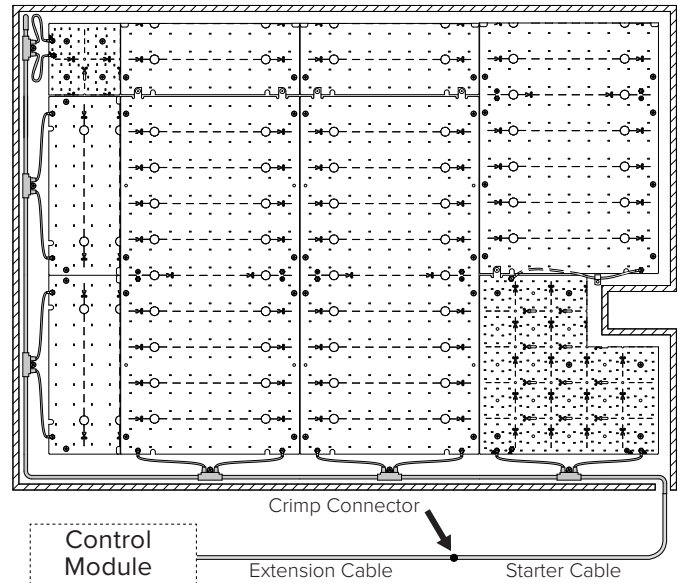 Crimp Connector
Control
Module
Extension Cable
Starter Cable